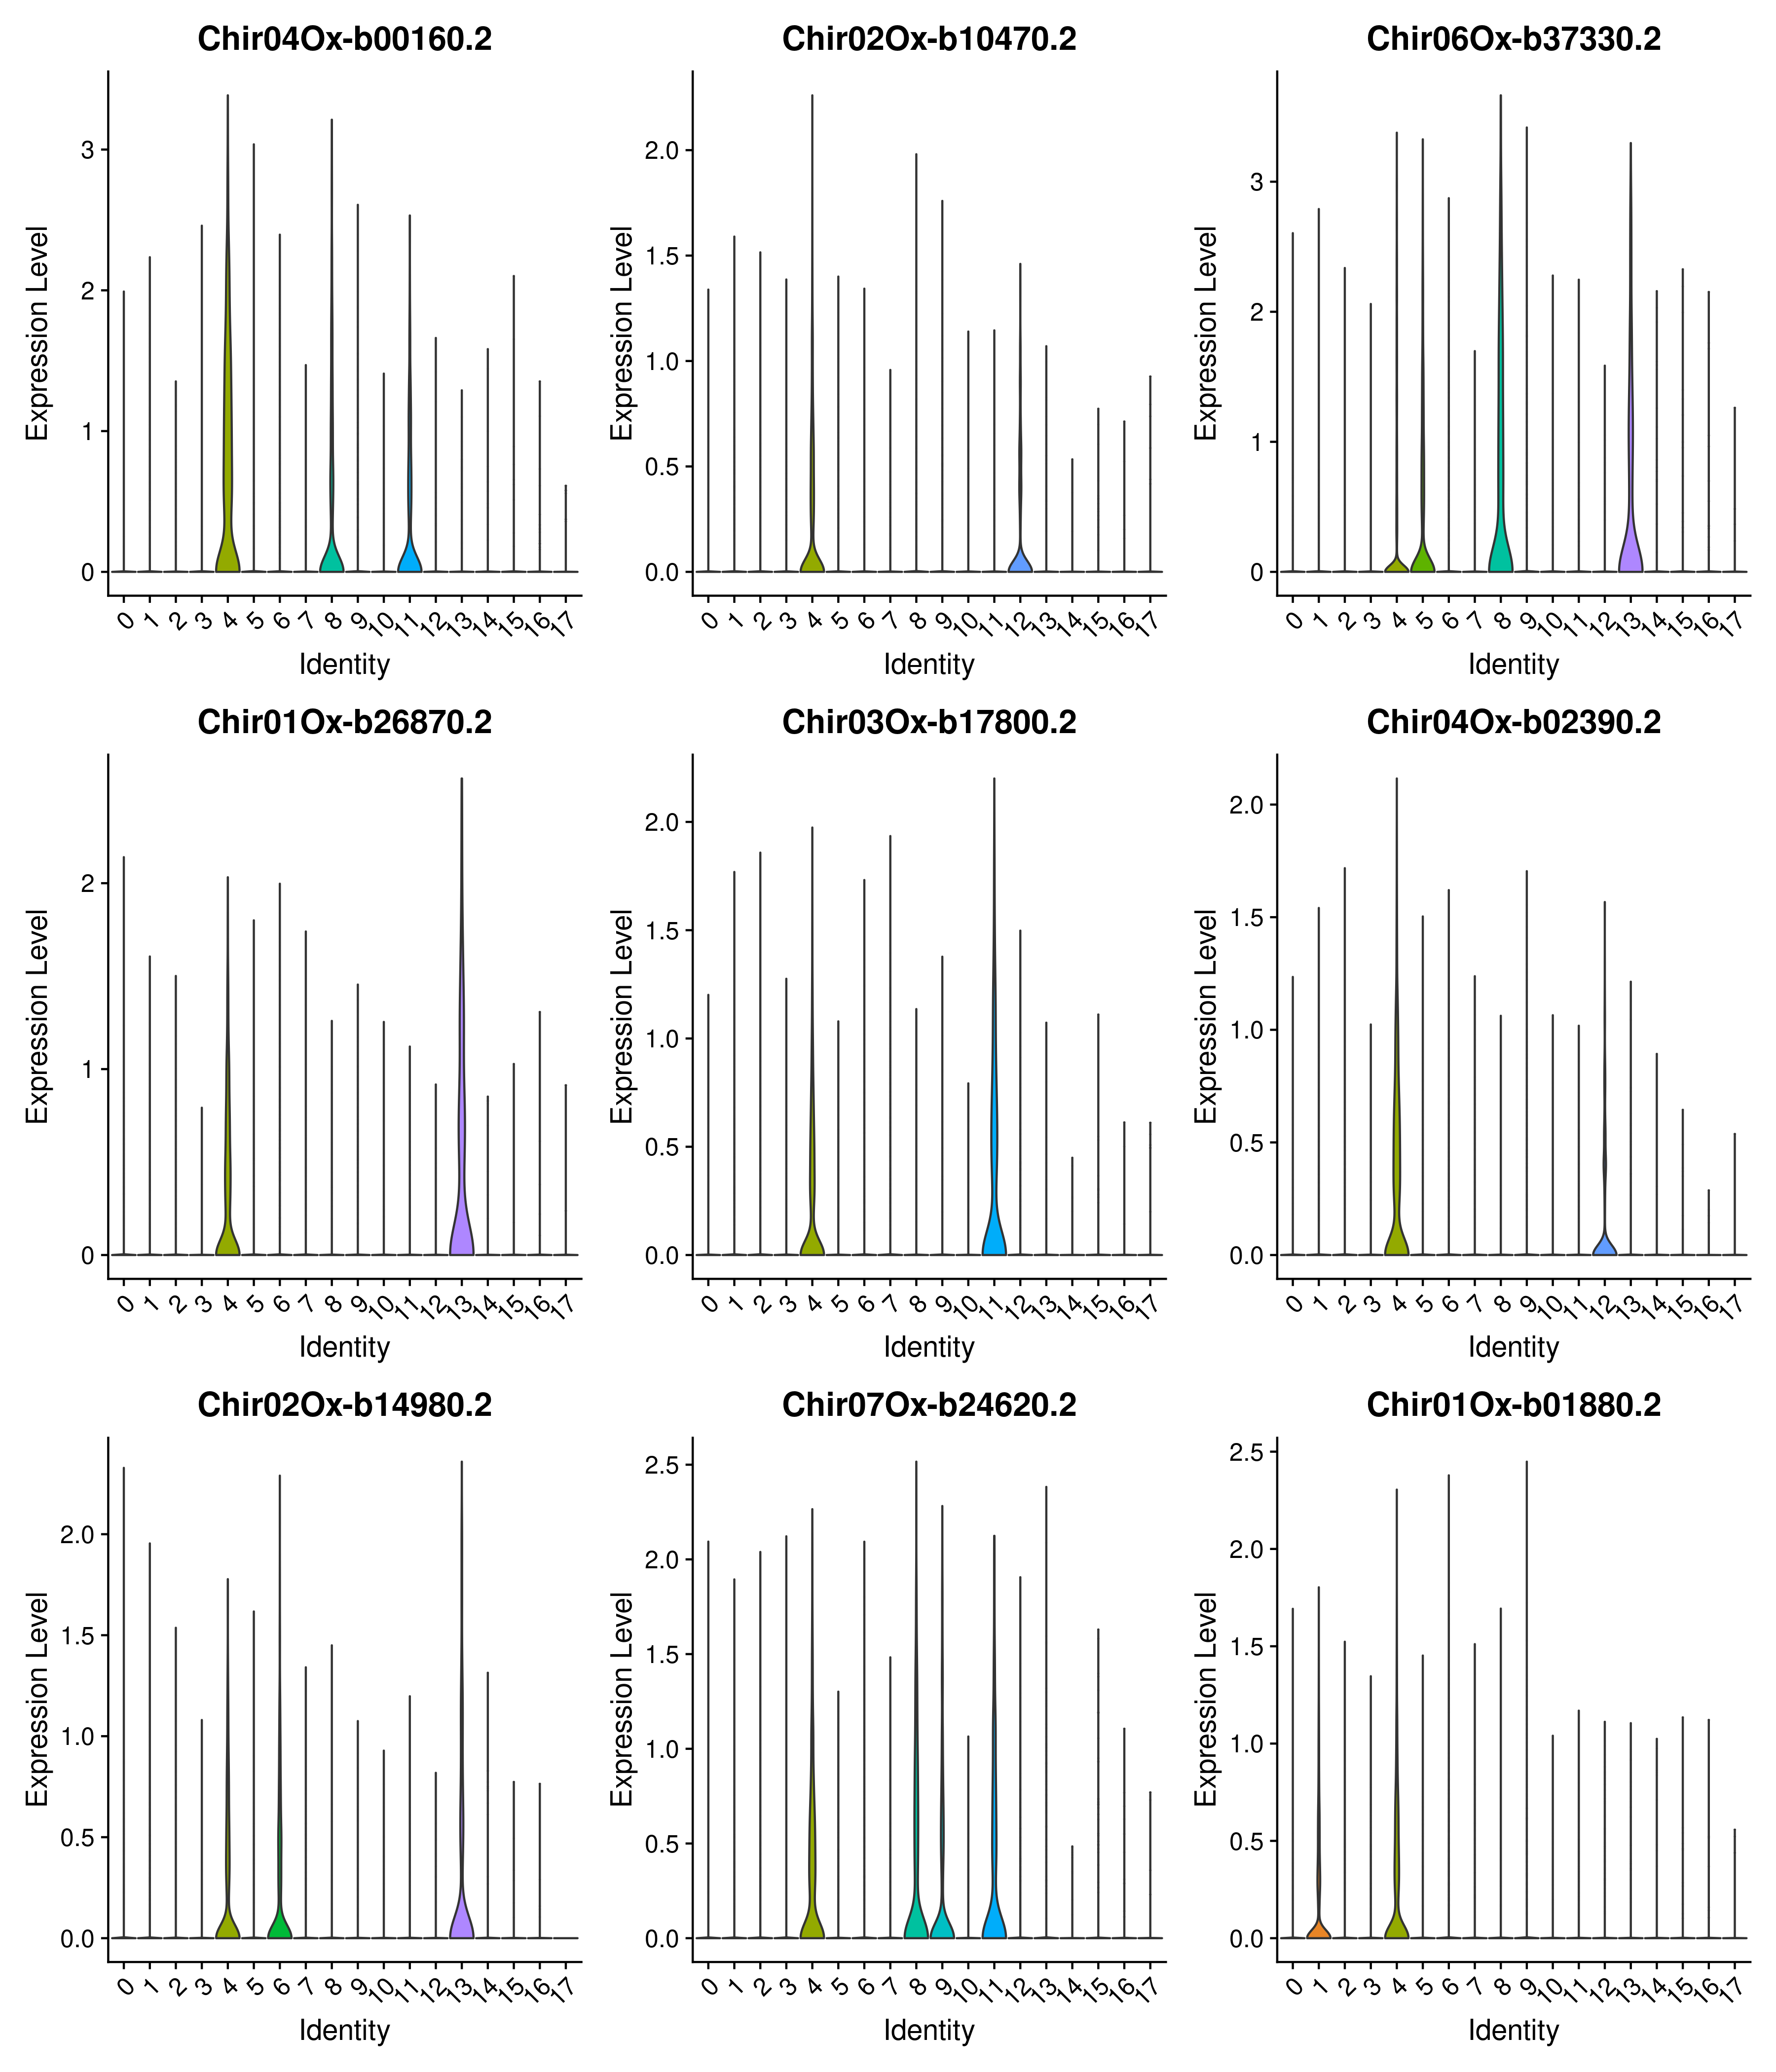 Chir04Ox-b00160.2
Expression Level
3
2
1
0
0 1 2 3 4 5 6 7 8 9 10 11 12 13 14 15 16 17
Identity
Chir02Ox-b10470.2
Expression Level
2.0
1.5
1.0
0.5
0.0
0 1 2 3 4 5 6 7 8 9 10 11 12 13 14 15 16 17
Identity
Chir06Ox-b37330.2
Expression Level
3
2
1
0
0 1 2 3 4 5 6 7 8 9 10 11 12 13 14 15 16 17
Identity
Chir01Ox-b26870.2
Expression Level
2
1
0
0 1 2 3 4 5 6 7 8 9 10 11 12 13 14 15 16 17
Identity
Chir03Ox-b17800.2
Expression Level
2.0
1.5
1.0
0.5
0.0
0 1 2 3 4 5 6 7 8 9 10 11 12 13 14 15 16 17
Identity
Chir04Ox-b02390.2
Expression Level
2.0
1.5
1.0
0.5
0.0
0 1 2 3 4 5 6 7 8 9 10 11 12 13 14 15 16 17
Identity
Chir02Ox-b14980.2
Expression Level
2.0
1.5
1.0
0.5
0.0
0 1 2 3 4 5 6 7 8 9 10 11 12 13 14 15 16 17
Identity
Chir07Ox-b24620.2
Expression Level
2.5
2.0
1.5
1.0
0.5
0.0
0 1 2 3 4 5 6 7 8 9 10 11 12 13 14 15 16 17
Identity
Chir01Ox-b01880.2
Expression Level
2.5
2.0
1.5
1.0
0.5
0.0
0 1 2 3 4 5 6 7 8 9 10 11 12 13 14 15 16 17
Identity